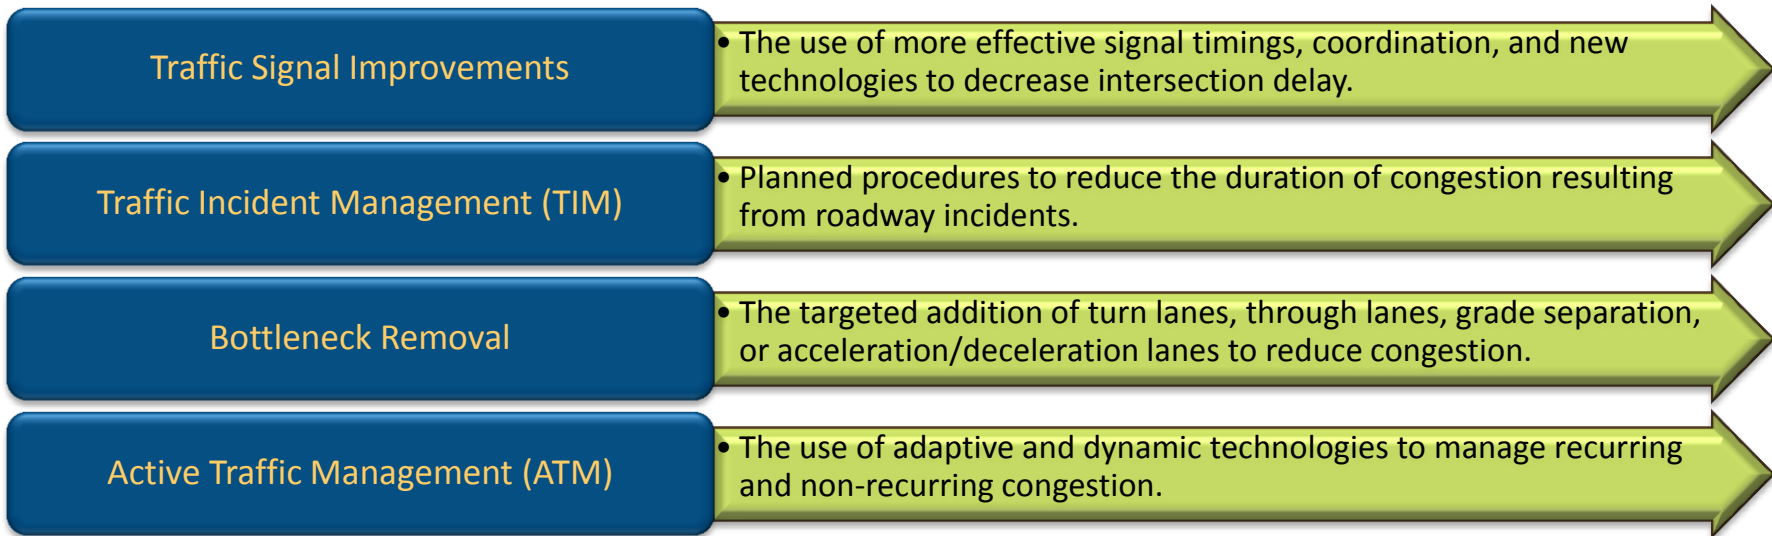 Traffic Signal Improvements
• The use of more effective signal timings, coordination, and new
technologies to decrease intersection delay.
Traffic Incident Management (TIM)
• Planned procedures to reduce the duration of congestion resulting
from roadway incidents.
Bottleneck Removal
• The targeted addition of turn lanes, through lanes, grade separation,
or acceleration/deceleration lanes to reduce congestion.
Active Traffic Management (ATM)
• The use of adaptive and dynamic technologies to manage recurring
and non-recurring congestion.